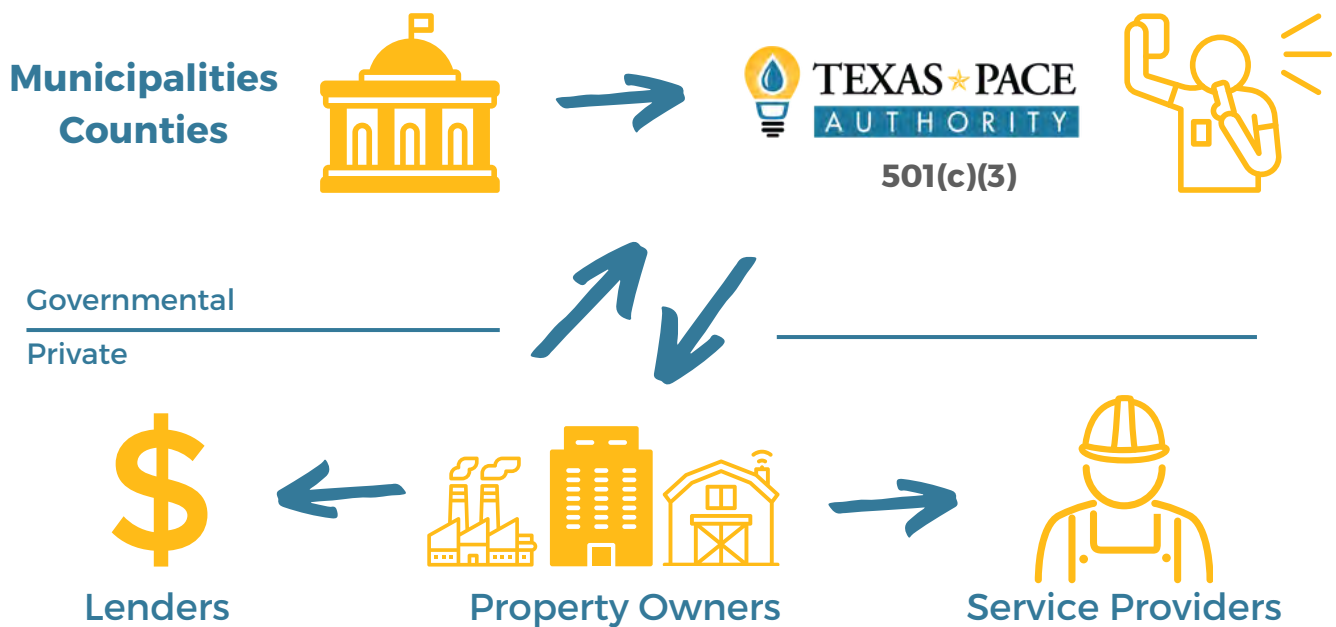 Municipalities
Counties
TEXAS PACE
AUTHORITY
501(c)(3)
Governmental
Private
$
Lenders
Property Owners
Service Providers